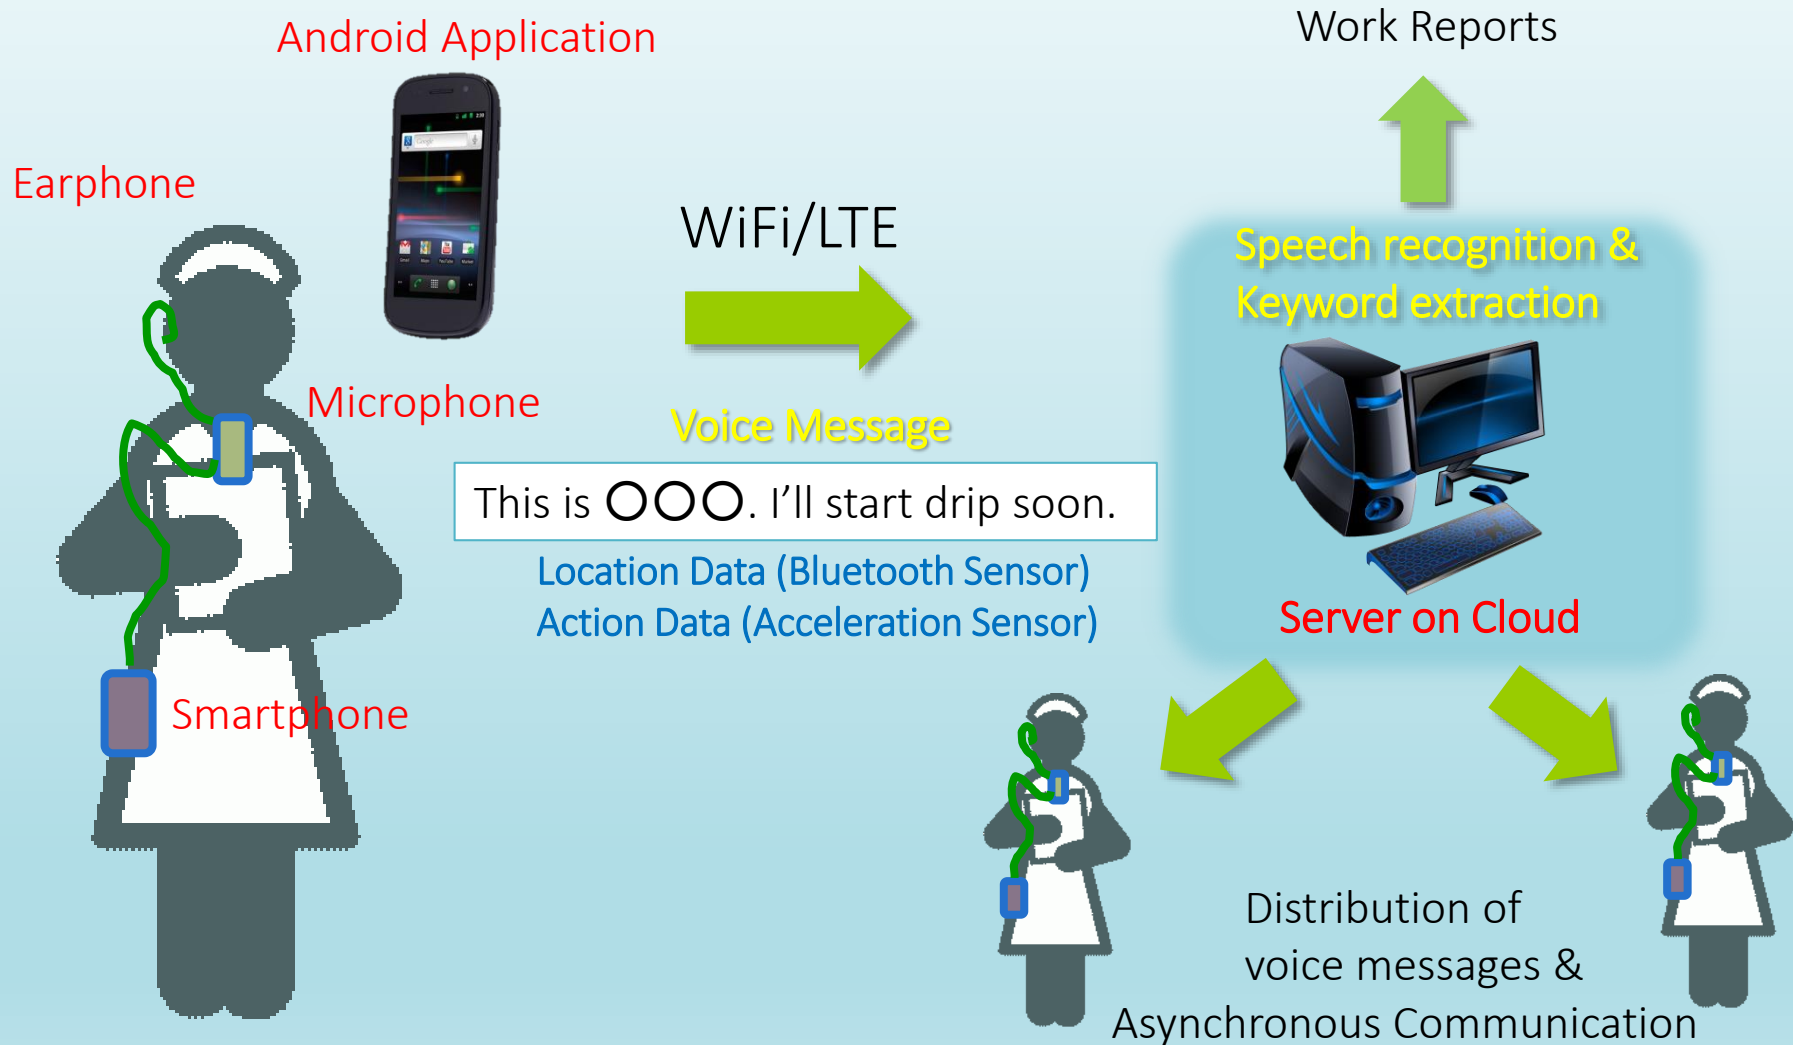 Android Application
Work Reports
Earphone
WiFi/LTE
Speech recognition &
Keyword extraction
Microphone
Voice Message
This is 〇〇〇. I'll start drip soon.
Location Data (Bluetooth Sensor)
Action Data (Acceleration Sensor)
Server on Cloud
Smartphone
Distribution of
voice messages &
Asynchronous Communication